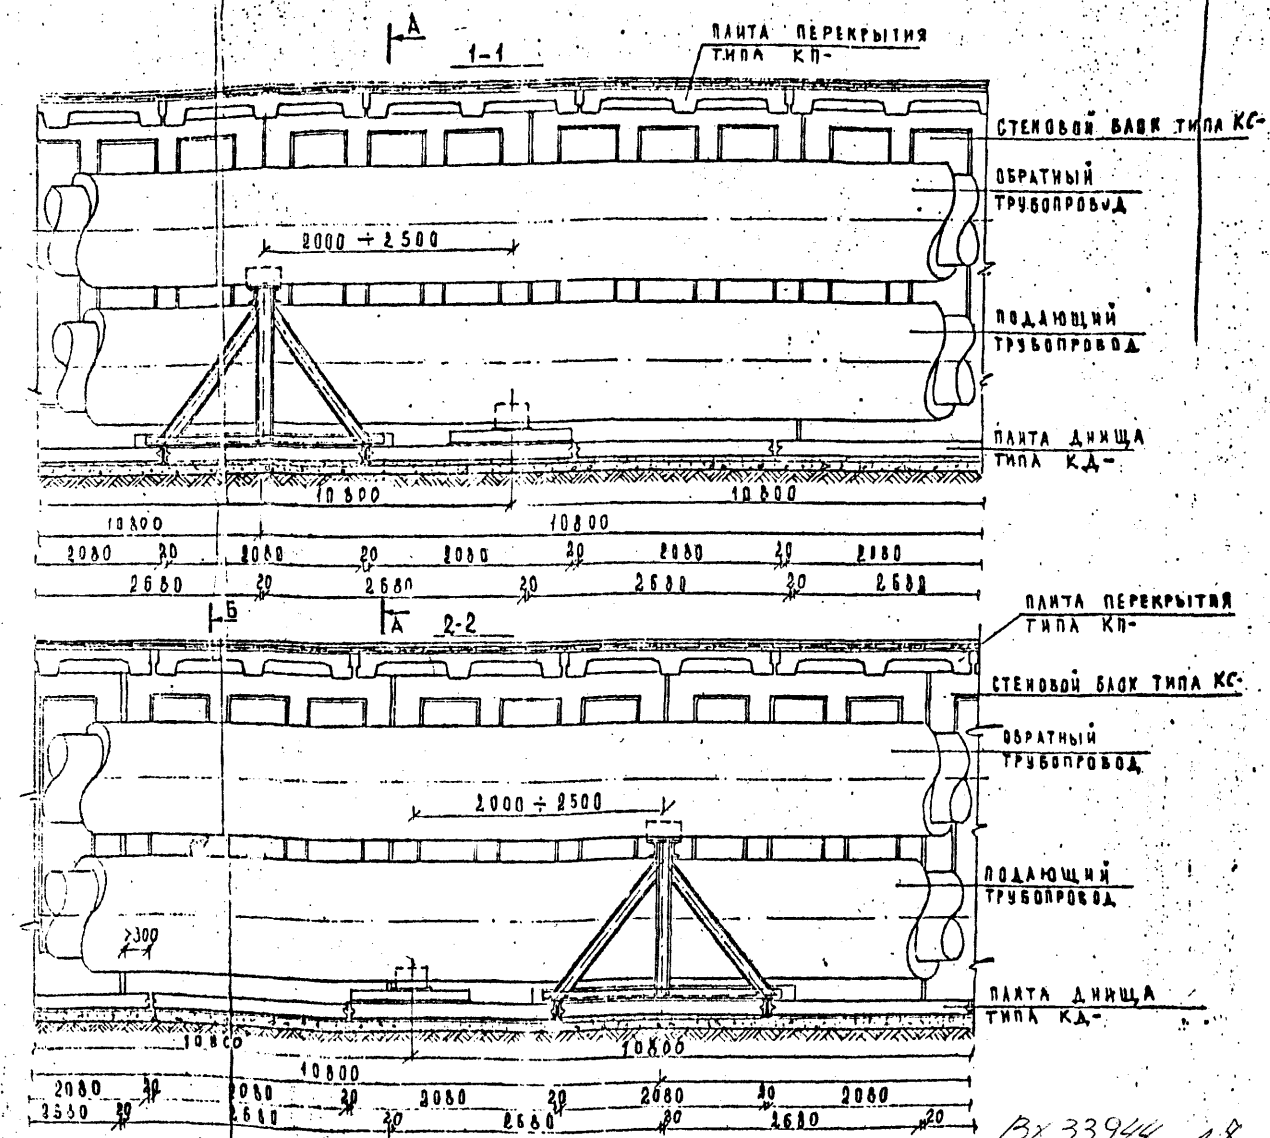 А
1-1
ПЛИТА ПЕРЕКРЫТИЯ
ТИПА КП-
СТЕНОВОЙ БЛОК ТИПА КС-
ОБРАТНЫЙ
ТРУБОПРОВОД
2000 ÷ 2500
ПОДАЮЩИЙ
ТРУБОПРОВОД
ПЛИТА ДНИЩА
ТИПА КД-
10800 10800
10800 10800
2080 20 2080 20 2080 20 2080 20 2080
2680 20 2680 20 2680 20 2680
Б
А
2-2
ПЛИТА ПЕРЕКРЫТИЯ
ТИПА КП-
СТЕНОВОЙ БЛОК ТИПА КС-
ОБРАТНЫЙ
ТРУБОПРОВОД
2000 ÷ 2500
ПОДАЮЩИЙ
ТРУБОПРОВОД
>300
ПЛИТА ДНИЩА
ТИПА КД-
10800 10800
10800
2080 20 2080 20 2080 20 2080 20 2080
2680 20 2680 20 2680 20 2680 20
Вх 33944